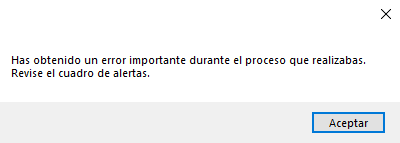 Has obtenido un error importante durante el proceso que realizabas.
Revise el cuadro de alertas.
Aceptar